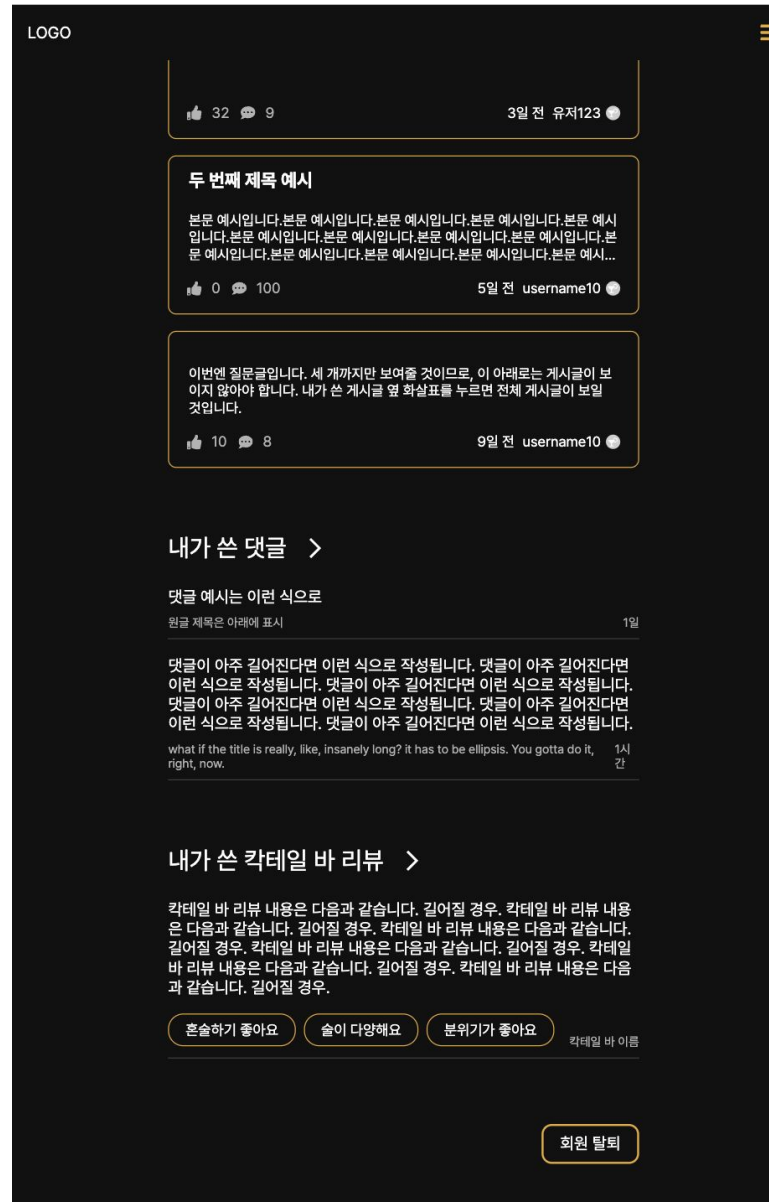 LOGO
32 9 3일 전 유저123
두 번째 제목 예시
본문 예시입니다.본문 예시입니다.본문 예시입니다.본문 예시입니다.본문 예시
입니다.본문 예시입니다.본문 예시입니다.본문 예시입니다.본문 예시입니다.본
문 예시입니다.본문 예시입니다.본문 예시입니다.본문 예시입니다.본문 예시...
0 100 5일 전 username10
이번엔 질문글입니다. 세 개까지만 보여줄 것이므로, 이 아래로는 게시글이 보
이지 않아야 합니다. 내가 쓴 게시글 옆 화살표를 누르면 전체 게시글이 보일
것입니다.
10 8 9일 전 username10
내가 쓴 댓글
댓글 예시는 이런 식으로
원글 제목은 아래에 표시 1일
댓글이 아주 길어진다면 이런 식으로 작성됩니다. 댓글이 아주 길어진다면
이런 식으로 작성됩니다. 댓글이 아주 길어진다면 이런 식으로 작성됩니다.
댓글이 아주 길어진다면 이런 식으로 작성됩니다. 댓글이 아주 길어진다면
이런 식으로 작성됩니다. 댓글이 아주 길어진다면 이런 식으로 작성됩니다.
what if the title is really, like, insanely long? it has to be ellipsis. You gotta do it, 1시
right, now. 간
내가 쓴 칵테일 바 리뷰
칵테일 바 리뷰 내용은 다음과 같습니다. 길어질 경우. 칵테일 바 리뷰 내용
은 다음과 같습니다. 길어질 경우. 칵테일 바 리뷰 내용은 다음과 같습니다.
길어질 경우. 칵테일 바 리뷰 내용은 다음과 같습니다. 길어질 경우. 칵테일
바 리뷰 내용은 다음과 같습니다. 길어질 경우. 칵테일 바 리뷰 내용은 다음
과 같습니다. 길어질 경우.
혼술하기 좋아요 술이 다양해요 분위기가 좋아요 칵테일 바 이름
회원 탈퇴